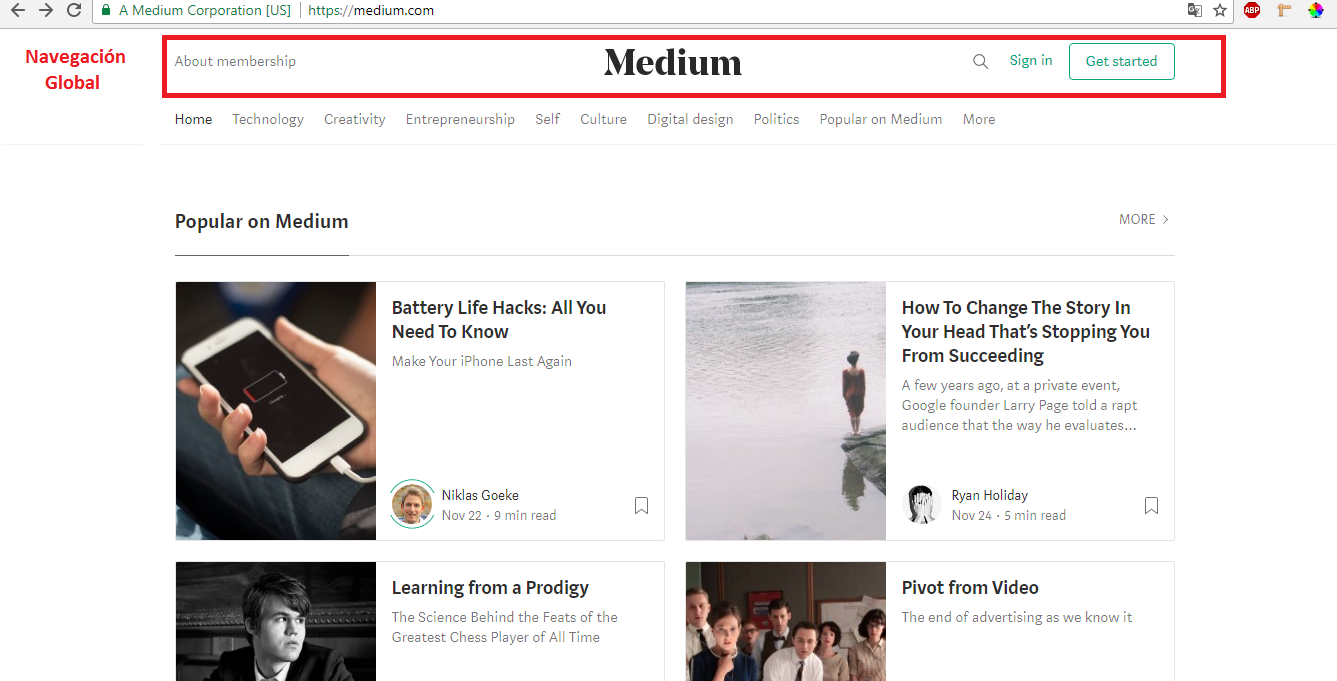 A Medium Corporation [US] https://medium.com
ABP
Navegación
Global
About membership
Medium
Sign in
Get started
Home Technology Creativity Entrepreneurship Self Culture Digital design Politics Popular on Medium More
Popular on Medium
MORE
Battery Life Hacks: All You
Need To Know
Make Your iPhone Last Again
Niklas Goeke
Nov 22 · 9 min read
How To Change The Story In
Your Head That’s Stopping You
From Succeeding
A few years ago, at a private event,
Google founder Larry Page told a rapt
audience that the way he evaluates...
Ryan Holiday
Nov 24 · 5 min read
Learning from a Prodigy
The Science Behind the Feats of the
Greatest Chess Player of All Time
Pivot from Video
The end of advertising as we know it